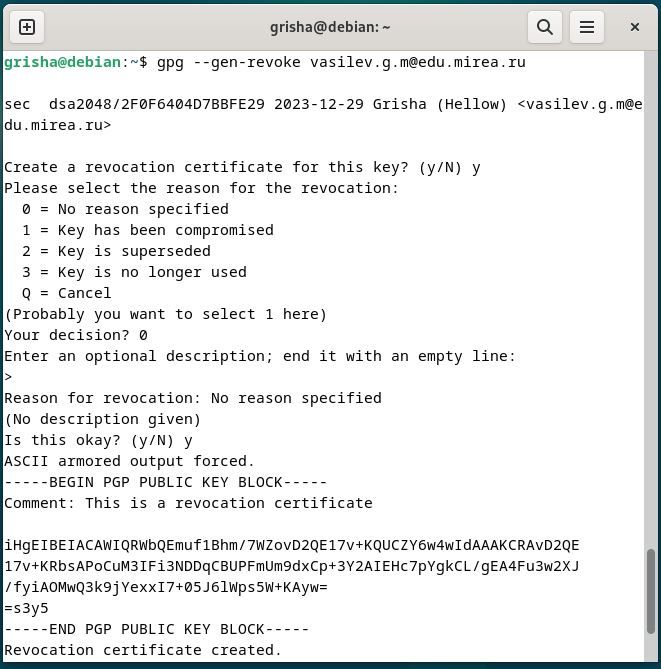 grisha@debian: ~
grisha@debian:~$ gpg --gen-revoke vasilev.g.m@edu.mirea.ru
sec  dsa2048/2F0F6404D7BBFE29 2023-12-29 Grisha (Hellow) <vasilev.g.m@e
du.mirea.ru>
Create a revocation certificate for this key? (y/N) y
Please select the reason for the revocation:
  0 = No reason specified
  1 = Key has been compromised
  2 = Key is superseded
  3 = Key is no longer used
  Q = Cancel
(Probably you want to select 1 here)
Your decision? 0
Enter an optional description; end it with an empty line:
>
Reason for revocation: No reason specified
(No description given)
Is this okay? (y/N) y
ASCII armored output forced.
-----BEGIN PGP PUBLIC KEY BLOCK-----
Comment: This is a revocation certificate
iHgEIBEIACAWIQRWbQEmuf1Bhm/7WZovD2QE17v+KQUCZY6w4wIdAAAKCRAvD2QE
17v+KRbsAPoCuM3IFi3NDDqCBUPFmUm9dxCp+3Y2AIEHc7pYgkCL/gEA4Fu3w2XJ
/fyiAOMwQ3k9jYexxI7+05J6lWps5W+KAyw=
=s3y5
-----END PGP PUBLIC KEY BLOCK-----
Revocation certificate created.